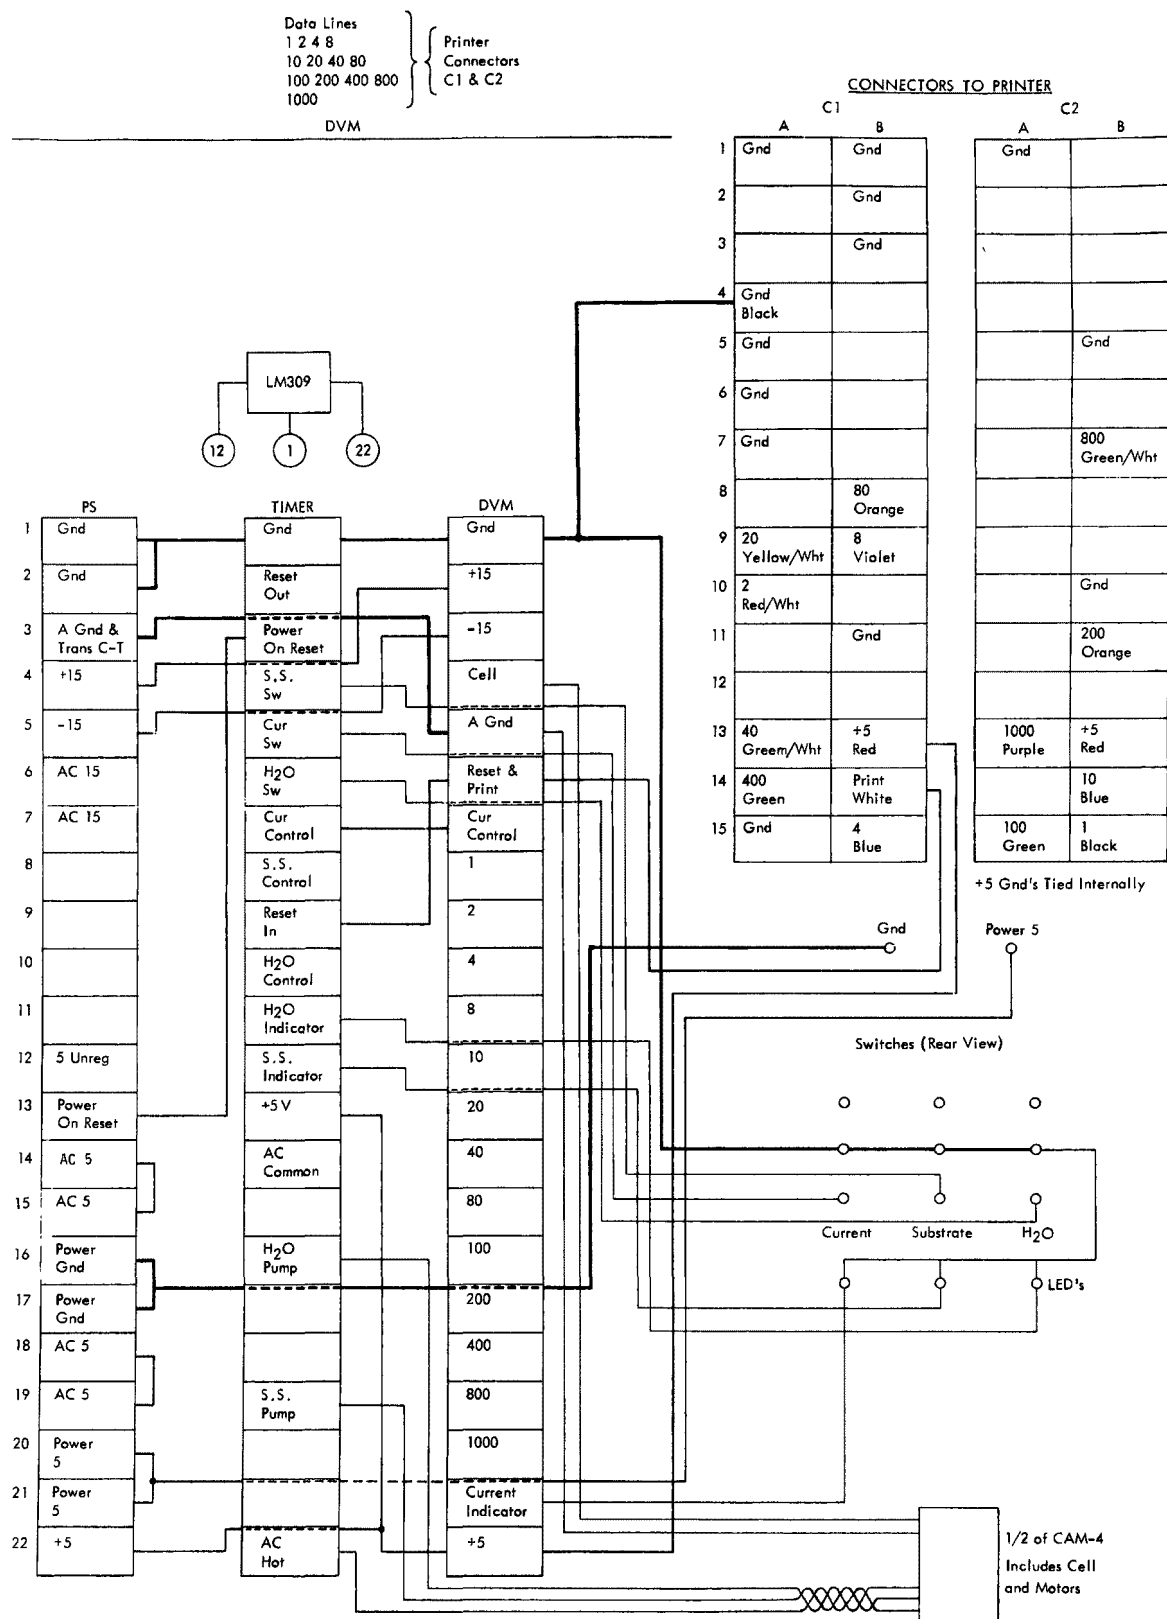 Data Lines
1 2 4 8
10 20 40 80
100 200 400 800
1000
Printer
Connectors
C1 & C2
DVM
CONNECTORS TO PRINTER
C1
C2
A B
A B
1 Gnd Gnd Gnd
2 Gnd
3 Gnd
4 Gnd
Black
5 Gnd Gnd
6 Gnd
7 Gnd 800
Green/Wht
8 80
Orange
9 20 8
Yellow/Wht Violet
10 2 Gnd
Red/Wht
11 Gnd 200
Orange
12
13 40 +5 1000 +5
Green/Wht Red Purple Red
14 400 Print 10
Green White Blue
15 Gnd 4 100 1
Blue Green Black
+5 Gnd's Tied Internally
LM309
12 1 22
PS TIMER DVM
1 Gnd Gnd Gnd
2 Gnd Reset
Out +15
3 A Gnd &
Trans C-T Power
On Reset -15
4 +15 S.S.
Sw Cell
5 -15 Cur
Sw A Gnd
6 AC 15 H2O
Sw Reset &
Print
7 AC 15 Cur
Control Cur
Control
8 S.S.
Control 1
9 Reset
In 2
10 H2O
Control 4
11 H2O
Indicator 8
12 5 Unreg S.S.
Indicator 10
13 Power
On Reset +5 V 20
14 AC 5 AC
Common 40
15 AC 5 80
16 Power
Gnd H2O
Pump 100
17 Power
Gnd 200
18 AC 5 400
19 AC 5 S.S.
Pump 800
20 Power
5 1000
21 Power
5 Current
Indicator
22 +5 AC
Hot +5
Gnd Power 5
Switches (Rear View)
Current Substrate H2O
LED's
1/2 of CAM-4
Includes Cell
and Motors